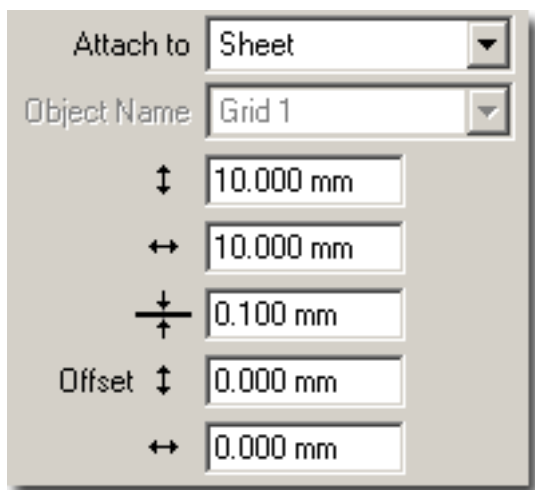 Attach to Sheet
Object Name Grid 1
10.000 mm
10.000 mm
0.100 mm
Offset 0.000 mm
0.000 mm